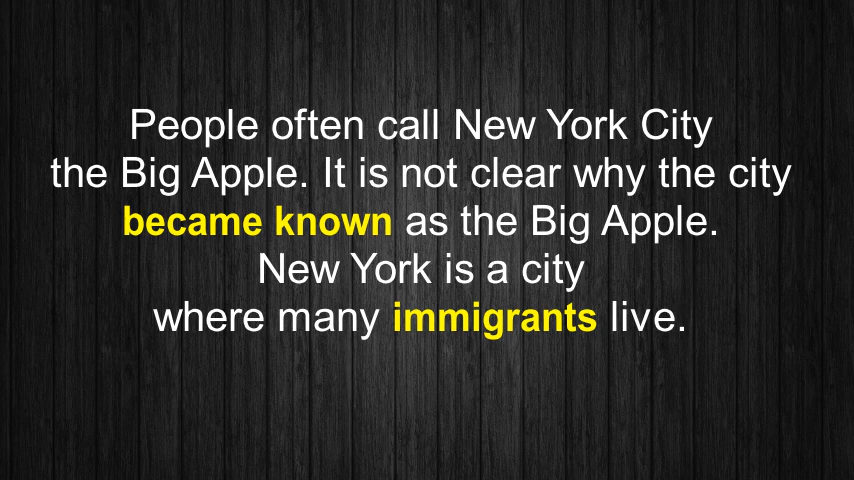 People often call New York City
the Big Apple. It is not clear why the city
became known as the Big Apple.
New York is a city
where many immigrants live.